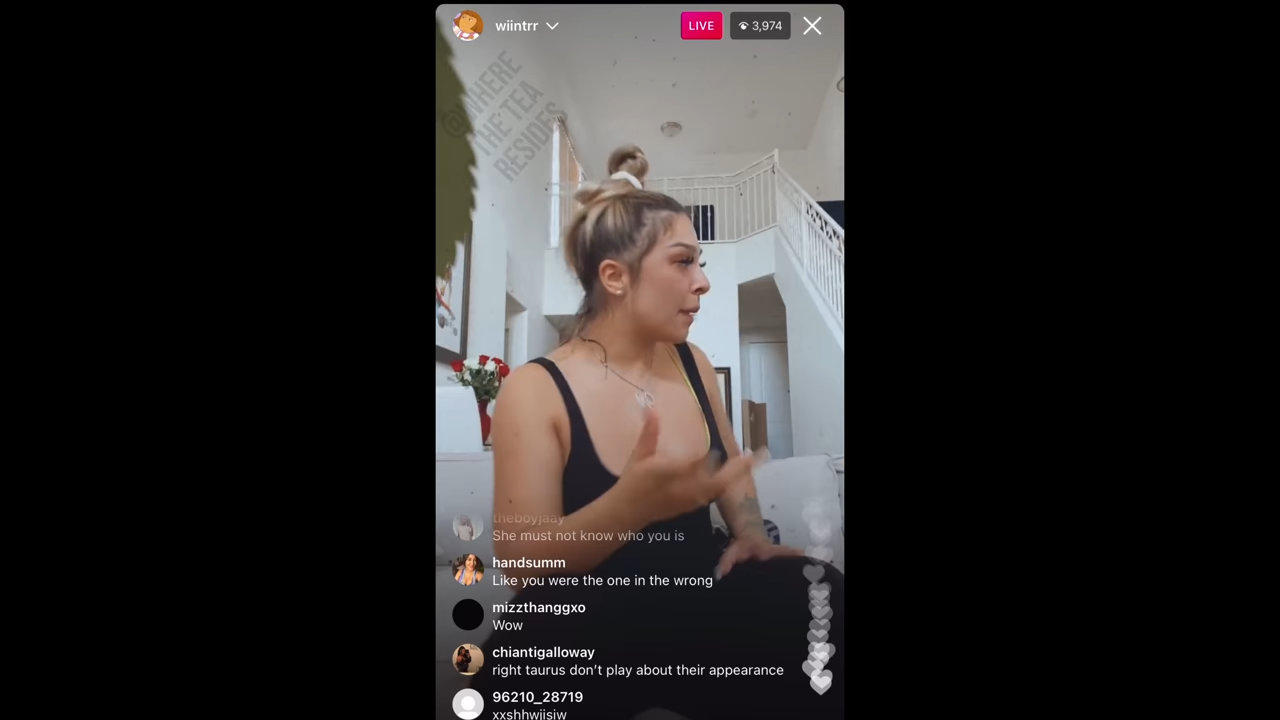 wiintrr
LIVE
3,974
@WHERE
THE TEA
RESIDES
theboyjaay
She must not know who you is
handsumm
Like you were the one in the wrong
mizzthanggxo
Wow
chiantigalloway
right taurus don't play about their appearance
96210_28719
xxshhwjisiw